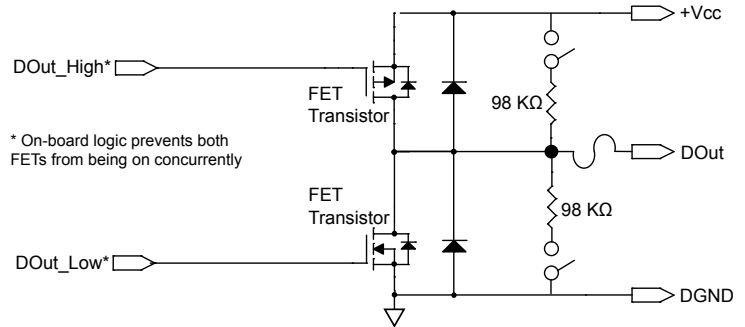 +Vcc
DOut_High*
FET
Transistor
98 KΩ
* On-board logic prevents both
FETs from being on concurrently
DOut
FET
Transistor
98 KΩ
DOut_Low*
DGND